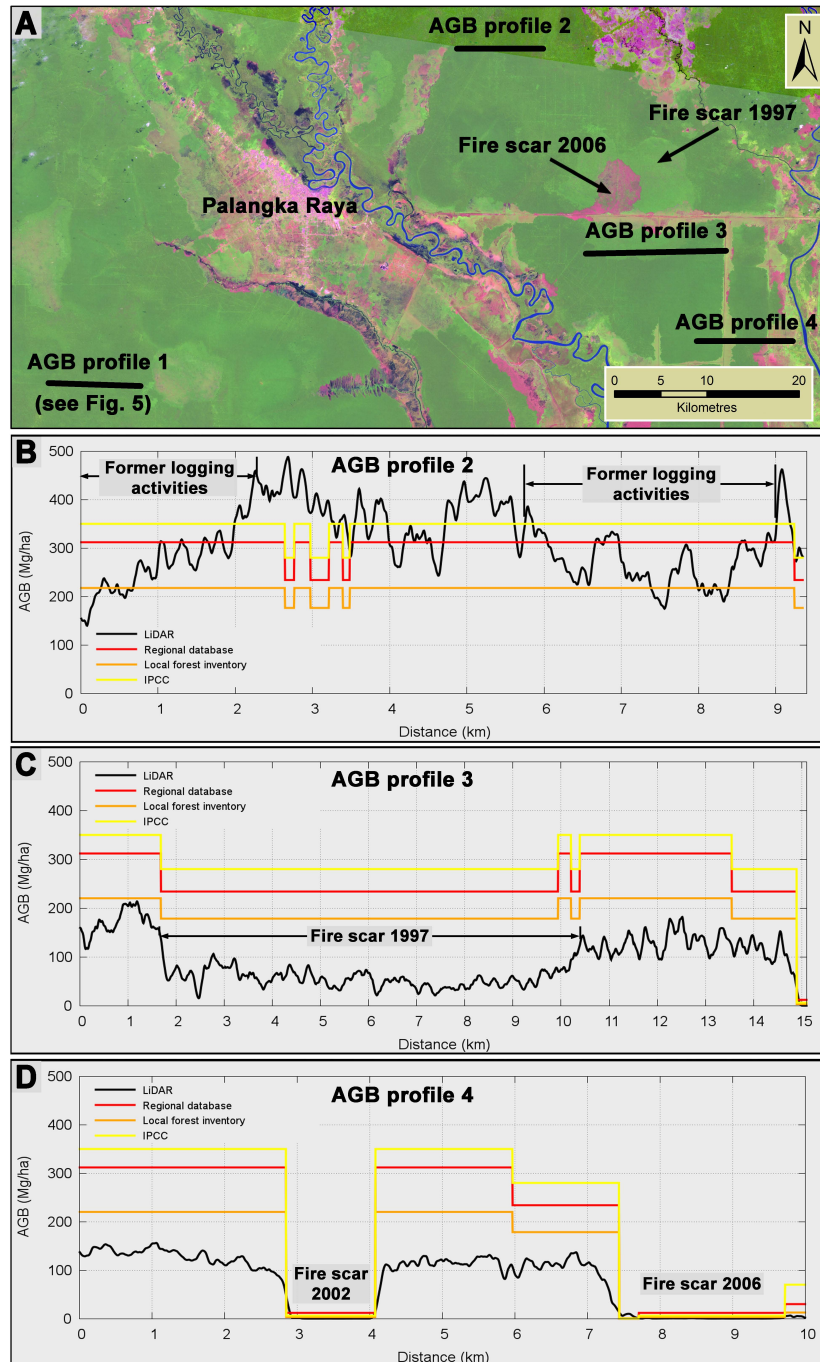 A
AGB profile 2
N
Fire scar 1997
Fire scar 2006
Palangka Raya
AGB profile 3
AGB profile 4
AGB profile 1
(see Fig. 5)
0 5 10 20
Kilometres
B
AGB profile 2
Former logging
activities
Former logging
activities
500
400
300
200
100
0
AGB (Mg/ha)
LiDAR
Regional database
Local forest inventory
IPCC
0 1 2 3 4 5 6 7 8 9
Distance (km)
C
AGB profile 3
500
400
300
200
100
0
AGB (Mg/ha)
LiDAR
Regional database
Local forest inventory
IPCC
Fire scar 1997
0 1 2 3 4 5 6 7 8 9 10 11 12 13 14 15
Distance (km)
D
AGB profile 4
500
400
300
200
100
0
AGB (Mg/ha)
LiDAR
Regional database
Local forest inventory
IPCC
Fire scar
2002
Fire scar 2006
0 1 2 3 4 5 6 7 8 9 10
Distance (km)